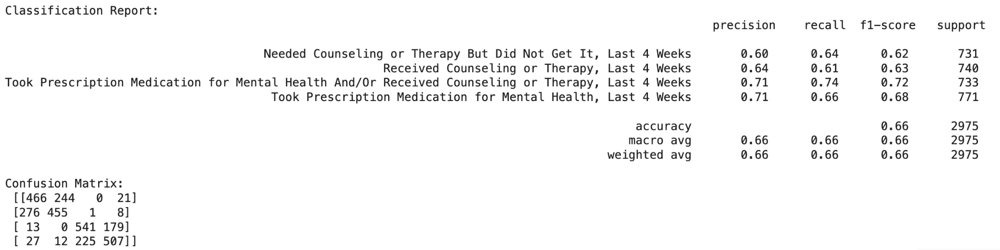 Classification Report:
precision recall f1-score support
Needed Counseling or Therapy But Did Not Get It, Last 4 Weeks 0.60 0.64 0.62 731
Received Counseling or Therapy, Last 4 Weeks 0.64 0.61 0.63 740
Took Prescription Medication for Mental Health And/Or Received Counseling or Therapy, Last 4 Weeks 0.71 0.74 0.72 733
Took Prescription Medication for Mental Health, Last 4 Weeks 0.71 0.66 0.68 771
accuracy 0.66 2975
macro avg 0.66 0.66 0.66 2975
weighted avg 0.66 0.66 0.66 2975
Confusion Matrix:
[[466 244 0 21]
[276 455 1 8]
[ 13 0 541 179]
[ 27 12 225 507]]